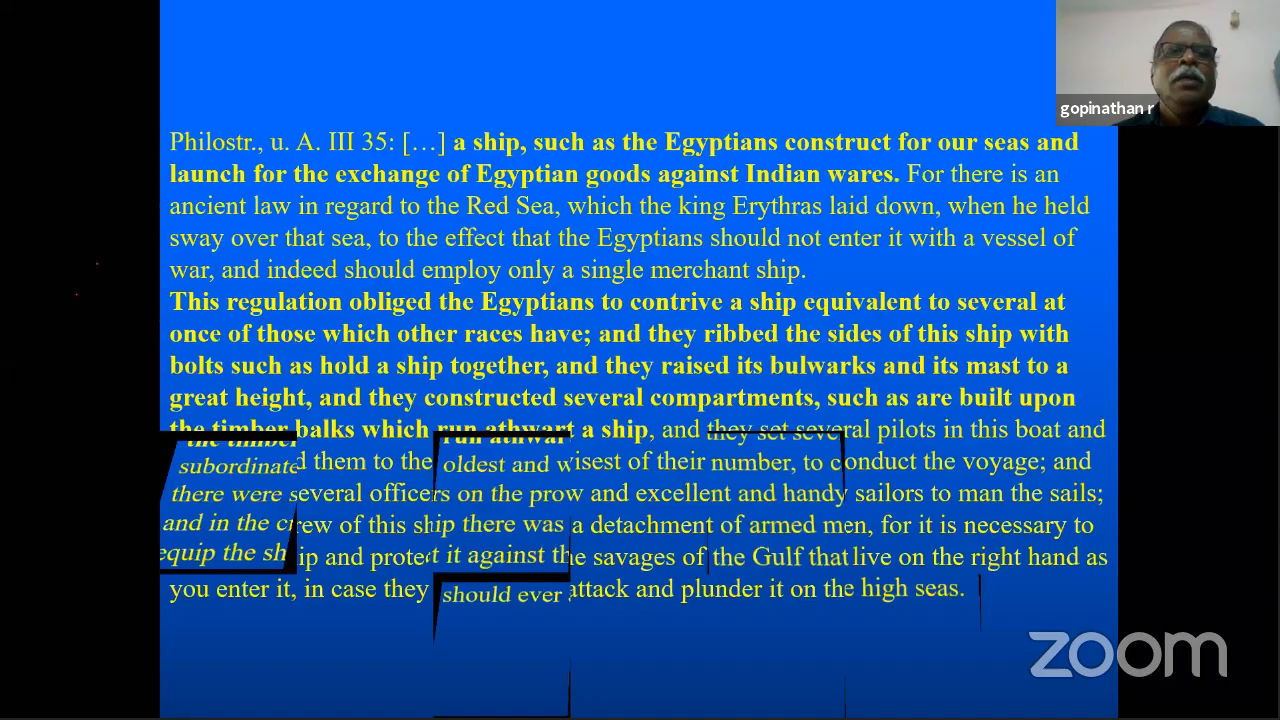 gopinathan r
Philostr., u. A. III 35: […] a ship, such as the Egyptians construct for our seas and
launch for the exchange of Egyptian goods against Indian wares. For there is an
ancient law in regard to the Red Sea, which the king Erythras laid down, when he held
sway over that sea, to the effect that the Egyptians should not enter it with a vessel of
war, and indeed should employ only a single merchant ship.
This regulation obliged the Egyptians to contrive a ship equivalent to several at
once of those which other races have; and they ribbed the sides of this ship with
bolts such as hold a ship together, and they raised its bulwarks and its mast to a
great height, and they constructed several compartments, such as are built upon
the timber balks which run athwart a ship, and they set several pilots in this boat and
subordinated them to the oldest and wisest of their number, to conduct the voyage; and
there were several officers on the prow and excellent and handy sailors to man the sails;
and in the crew of this ship there was a detachment of armed men, for it is necessary to
equip the ship and protect it against the savages of the Gulf that live on the right hand as
you enter it, in case they should ever attack and plunder it on the high seas.
zoom